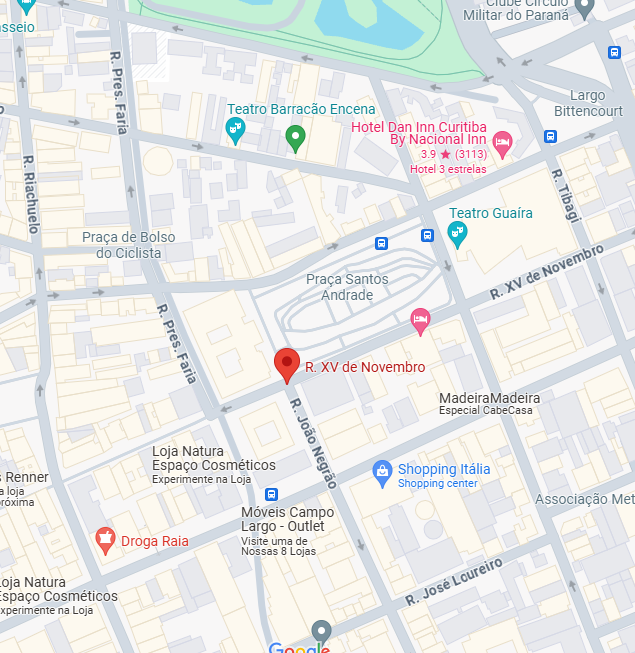 Clube Círculo
Militar do Paraná
asseio
Largo
Bittencourt
R. Pres. Faria
Teatro Barracão Encena
Hotel Dan Inn Curitiba
By Nacional Inn
3.9 ★ (3113)
Hotel 3 estrelas
R. Riachuelo
R. Tibagi
Teatro Guaíra
Praça de Bolso
do Ciclista
Praça Santos
Andrade
R. XV de Novembro
R. Pres. Faria
R. XV de Novembro
MadeiraMadeira
Especial CabeCasa
R. João Negrão
Loja Natura
Espaço Cosméticos
Experimente na Loja
s Renner
a loja
próxima
Shopping Itália
Shopping center
Associação Met
Móveis Campo
Largo - Outlet
Visite uma de
Nossas 8 Lojas
Droga Raia
R. José Loureiro
Loja Natura
Espaço Cosméticos
Experimente na Loja
Google